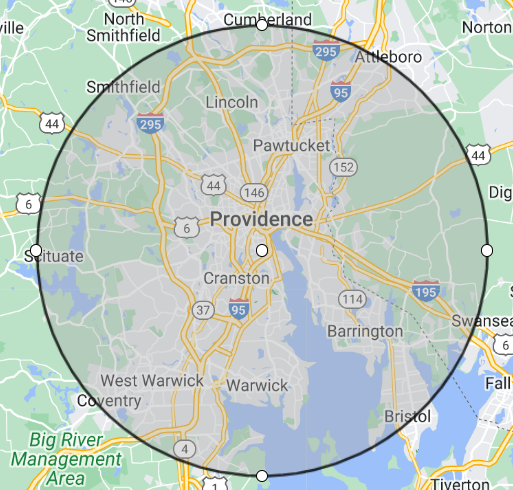 146
ville
North
Smithfield
Cumberland
Norton
295
Attleboro
Smithfield
95
Lincoln
44
295
Pawtucket
44
152
44
146
Dig
6
Providence
6
Scituate
Cranston
195
114
37
95
Barrington
Swansea
6
West Warwick
Warwick
Fall
Coventry
Bristol
Big River
Management
Area
4
1
Tiverton